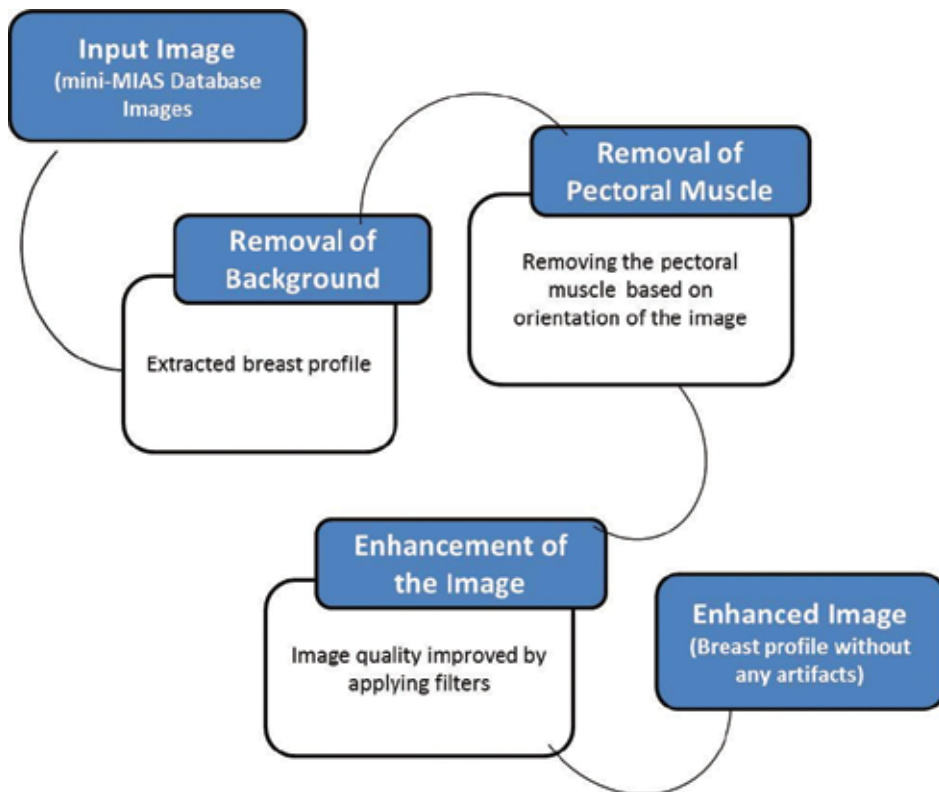 Input Image
(mini-MIAS Database
Images
Removal of
Background
Extracted breast profile
Removal of
Pectoral Muscle
Removing the pectoral
muscle based on
orientation of the image
Enhancement of
the Image
Image quality improved by
applying filters
Enhanced Image
(Breast profile without
any artifacts)